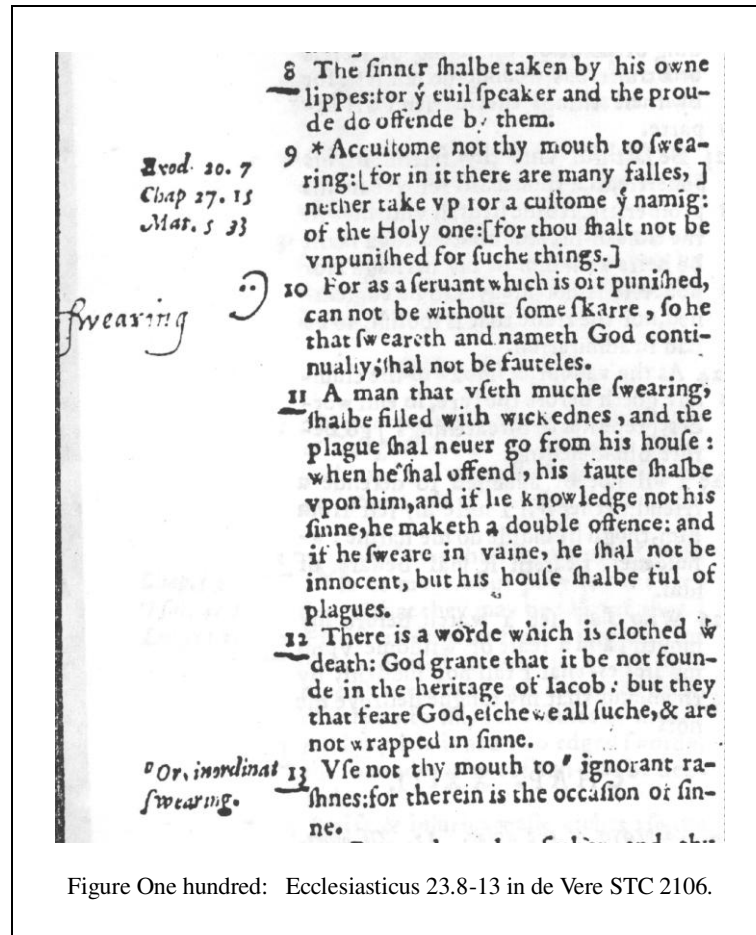 8 The ſinner ſhalbe taken by his owne
lippes: for ẏ euil ſpeaker and the prou-
de do offende by them.
9 *Accuſtome not thy mouth to ſwea-
ring:[for in it there are many falles, ]
nether take vp for a cuſtome ẏ namig:
of the Holy one:[for thou ſhalt not be
vnpuniſhed for ſuche things.]
Exod. 20. 7
Chap 27. 15
Mat. 5 33
ſwearing
10 For as a ſeruant which is oft puniſhed,
can not be without ſome ſkarre, ſo he
that ſweareth and nameth God conti-
nually, ſhal not be fauteles.
11 A man that vſeth muche ſwearing,
ſhalbe filled with wickednes, and the
plague ſhal neuer go from his houſe :
when he ſhal offend, his faute ſhalbe
vpon him, and if he knowledge not his
ſinne, he maketh a double offence: and
if he ſweare in vaine, he ſhal not be
innocent, but his houſe ſhalbe ful of
plagues.
12 There is a worde which is clothed ẇ
death: God grante that it be not foun-
de in the heritage of Iacob: but they
that feare God, eſchewe all ſuche, & are
not wrapped in ſinne.
"Or, inordinat
ſwearing.
13 Vſe not thy mouth to " ignorant ra-
ſhnes: for therein is the occaſion of ſin-
ne.
Figure One hundred: Ecclesiasticus 23.8-13 in de Vere STC 2106.